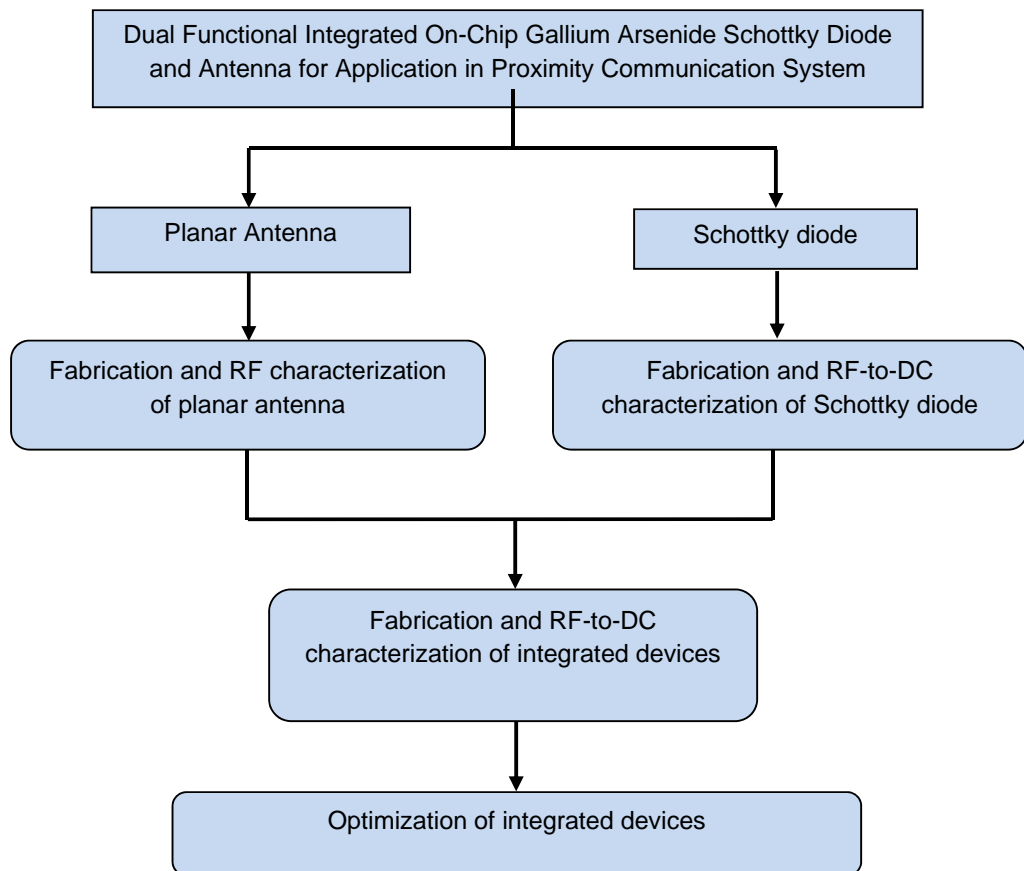 Dual Functional Integrated On-Chip Gallium Arsenide Schottky Diode
and Antenna for Application in Proximity Communication System
Planar Antenna
Schottky diode
Fabrication and RF characterization
of planar antenna
Fabrication and RF-to-DC
characterization of Schottky diode
Fabrication and RF-to-DC
characterization of integrated devices
Optimization of integrated devices